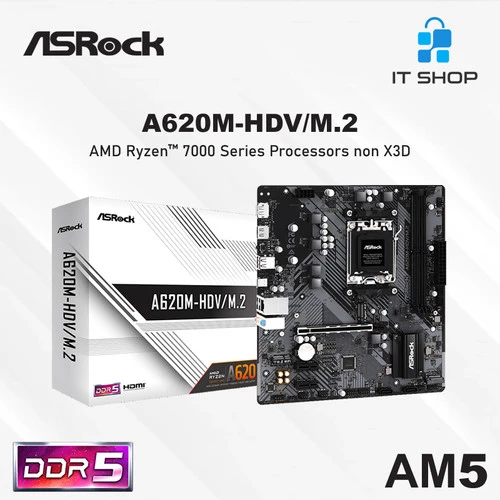 ASRock
IT SHOP
A620M-HDV/M.2
AMD Ryzen™ 7000 Series Processors non X3D
ASRock
A620M-HDV/M.2
DDR5 HDMI
AMD
RYZEN
A620
ASRock
ASRock
DDR5
AM5